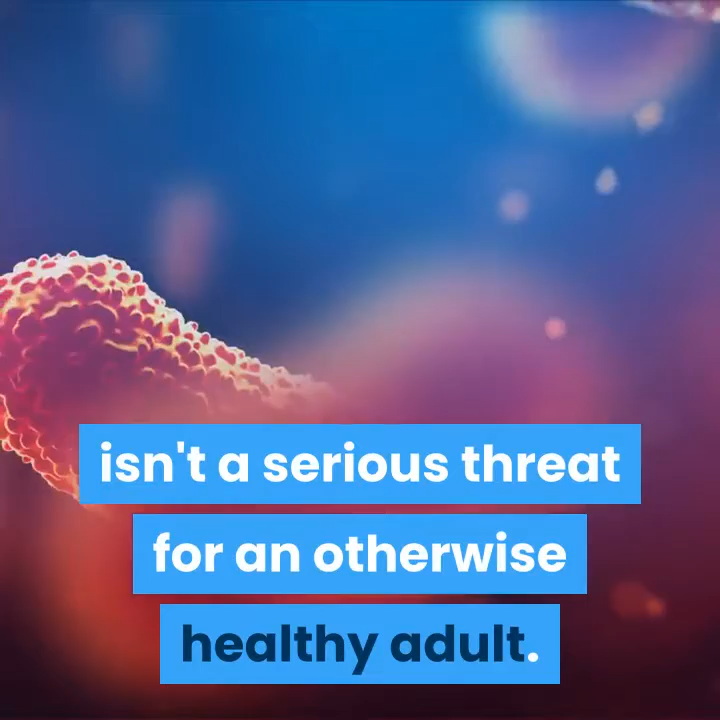 isn't a serious threat
for an otherwise
healthy adult.